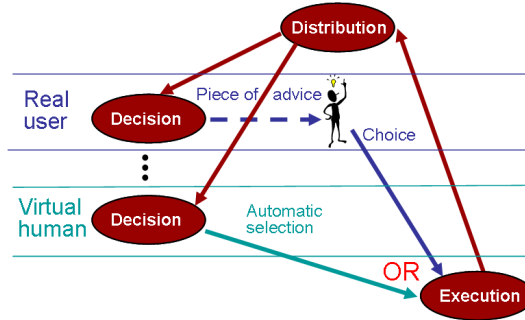 Distribution
Real
user
Decision
Piece of advice
Choice
Virtual
human
Decision
Automatic
selection
OR
Execution